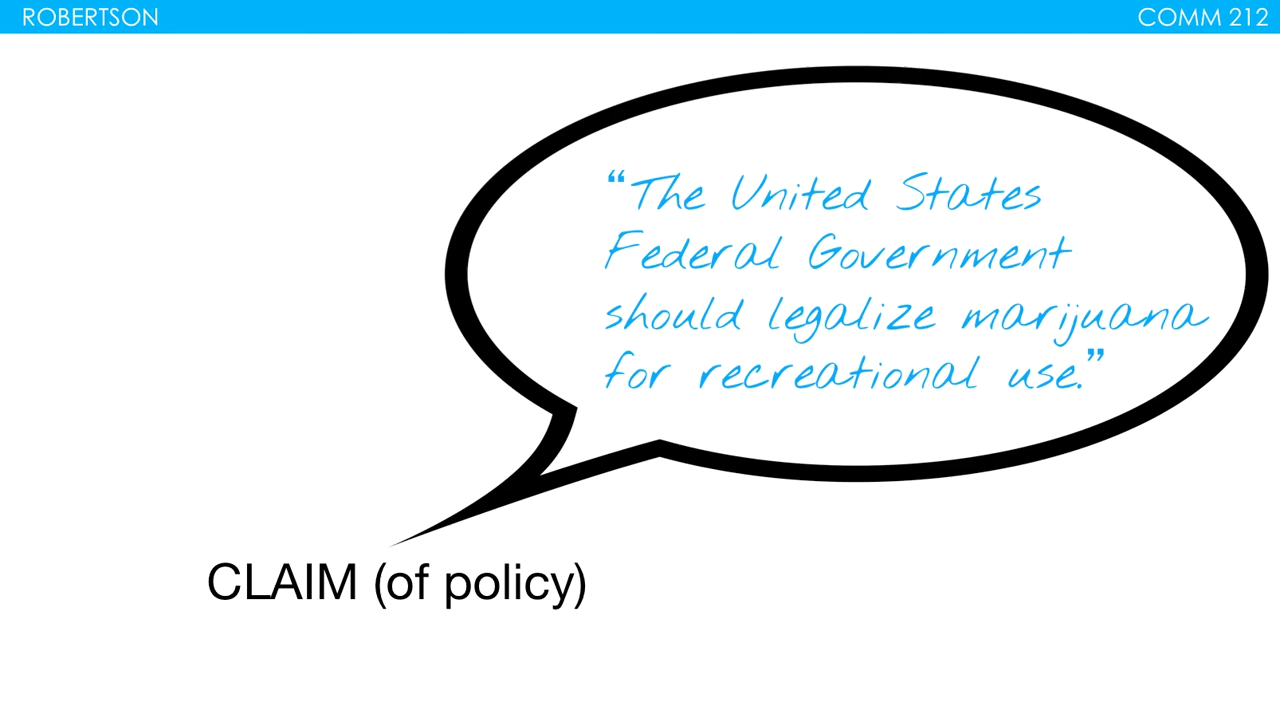 ROBERTSON
COMM 212
“The United States
Federal Government
should legalize marijuana
for recreational use.”
CLAIM (of policy)